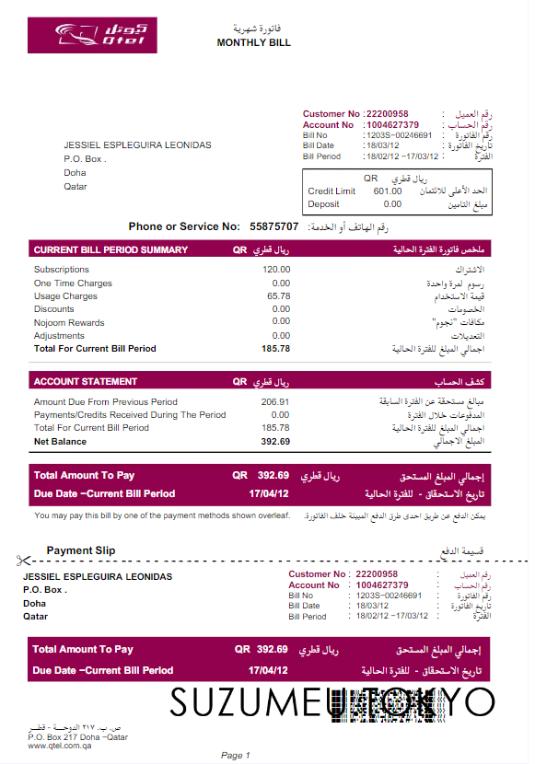 كيوتل
Qtel
فاتورة شهرية
MONTHLY BILL
Customer No : 22200958 رقم العميل :
Account No : 1004627379 رقم الحساب :
Bill No : 1203S-00246691 رقم الفاتورة :
Bill Date : 18/03/12 تاريخ الفاتورة :
Bill Period : 18/02/12 -17/03/12 الفترة :
JESSIEL ESPLEGUIRA LEONIDAS
P.O. Box .
Doha
Qatar
QR ريال قطري
Credit Limit 601.00 الحد الأعلى للائتمان
Deposit 0.00 مبلغ التامين
Phone or Service No: 55875707 رقم الهاتف أو الخدمة:
CURRENT BILL PERIOD SUMMARY QR ريال قطري ملخص فاتورة الفترة الحالية
Subscriptions 120.00 الاشتراك
One Time Charges 0.00 رسوم لمرة واحدة
Usage Charges 65.78 قيمة الاستخدام
Discounts 0.00 الخصومات
Nojoom Rewards 0.00 مكافات "نجوم"
Adjustments 0.00 التعديلات
Total For Current Bill Period 185.78 اجمالي المبلغ للفترة الحالية
ACCOUNT STATEMENT QR ريال قطري كشف الحساب
Amount Due From Previous Period 206.91 مبالغ مستحقة عن الفترة السابقة
Payments/Credits Received During The Period 0.00 المدفوعات خلال الفترة
Total For Current Bill Period 185.78 اجمالي المبلغ للفترة الحالية
Net Balance 392.69 المبلغ الاجمالي
Total Amount To Pay QR 392.69 ريال قطري إجمالي المبلغ المستحق
Due Date -Current Bill Period 17/04/12 تاريخ الاستحقاق - للفترة الحالية
You may pay this bill by one of the payment methods shown overleaf. يمكن الدفع عن طريق احدى طرق الدفع المبينة خلف الفاتورة.
Payment Slip قسيمة الدفع
JESSIEL ESPLEGUIRA LEONIDAS
P.O. Box .
Doha
Qatar
Customer No : 22200958 رقم العميل :
Account No : 1004627379 رقم الحساب :
Bill No : 1203S-00246691 رقم الفاتورة :
Bill Date : 18/03/12 تاريخ الفاتورة :
Bill Period : 18/02/12 -17/03/12 الفترة :
Total Amount To Pay QR 392.69 ريال قطري إجمالي المبلغ المستحق
Due Date -Current Bill Period 17/04/12 تاريخ الاستحقاق - للفترة الحالية
SUZUMEUTOKYO
ص. ب. ٢١٧ الدوحـــة - قطـــر
P.O. Box 217 Doha -Qatar
www.qtel.com.qa
Page 1